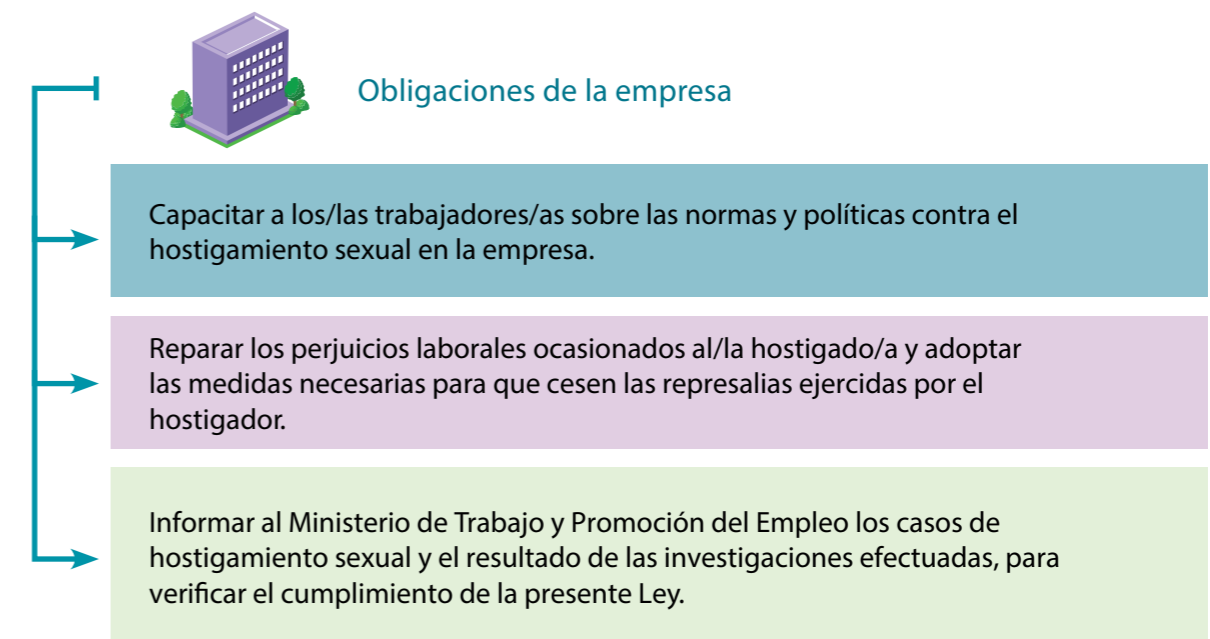 Obligaciones de la empresa
Capacitar a los/las trabajadores/as sobre las normas y políticas contra el
hostigamiento sexual en la empresa.
Reparar los perjuicios laborales ocasionados al/la hostigado/a y adoptar
las medidas necesarias para que cesen las represalias ejercidas por el
hostigador.
Informar al Ministerio de Trabajo y Promoción del Empleo los casos de
hostigamiento sexual y el resultado de las investigaciones efectuadas, para
verificar el cumplimiento de la presente Ley.